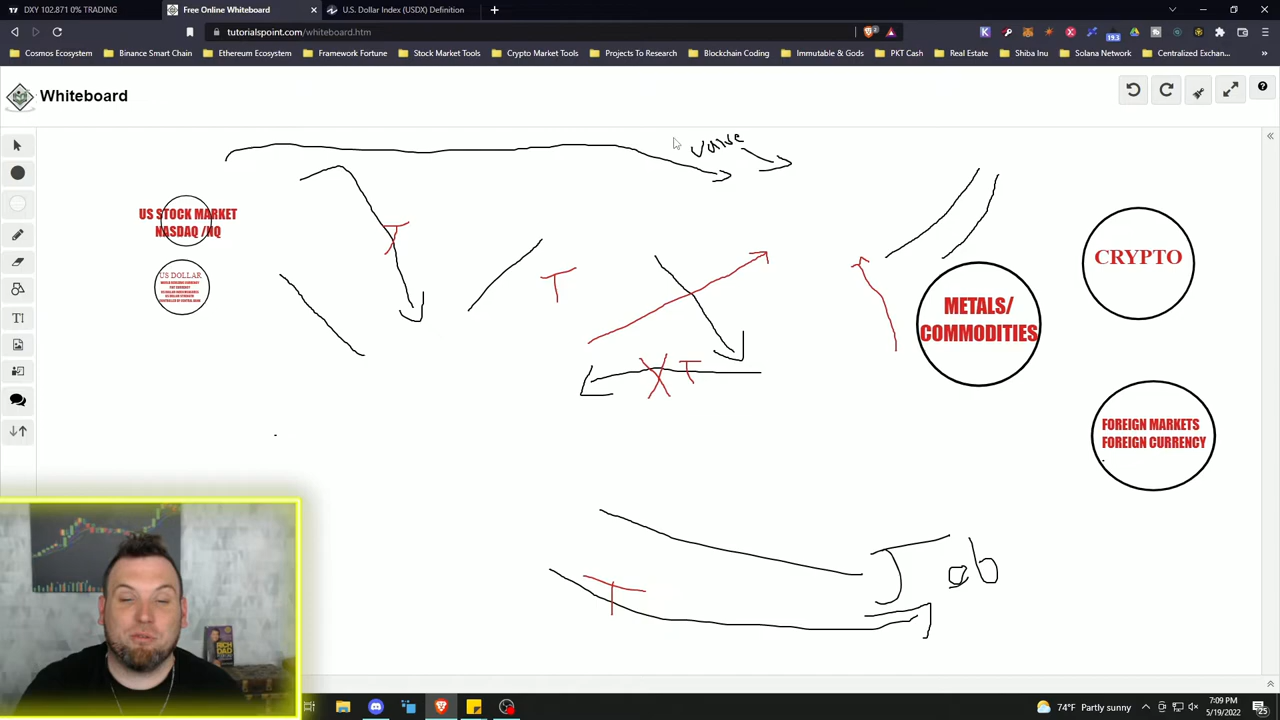 DXY 102.871 0% TRADING
Free Online Whiteboard
U.S. Dollar Index (USDX) Definition
tutorialspoint.com/whiteboard.htm
Cosmos Ecosystem
Binance Smart Chain
Ethereum Ecosystem
Framework Fortune
Stock Market Tools
Crypto Market Tools
Projects To Research
Blockchain Coding
Immutable & Gods
PKT Cash
Real Estate
Shiba Inu
Solana Network
Centralized Exchan...
Whiteboard
value
US STOCK MARKET
NASDAQ /NQ
US DOLLAR
T
T
T
CRYPTO
METALS/
COMMODITIES
FOREIGN MARKETS
FOREIGN CURRENCY
T
RICH
DAD
74°F Partly sunny
7:09 PM
5/19/2022
25